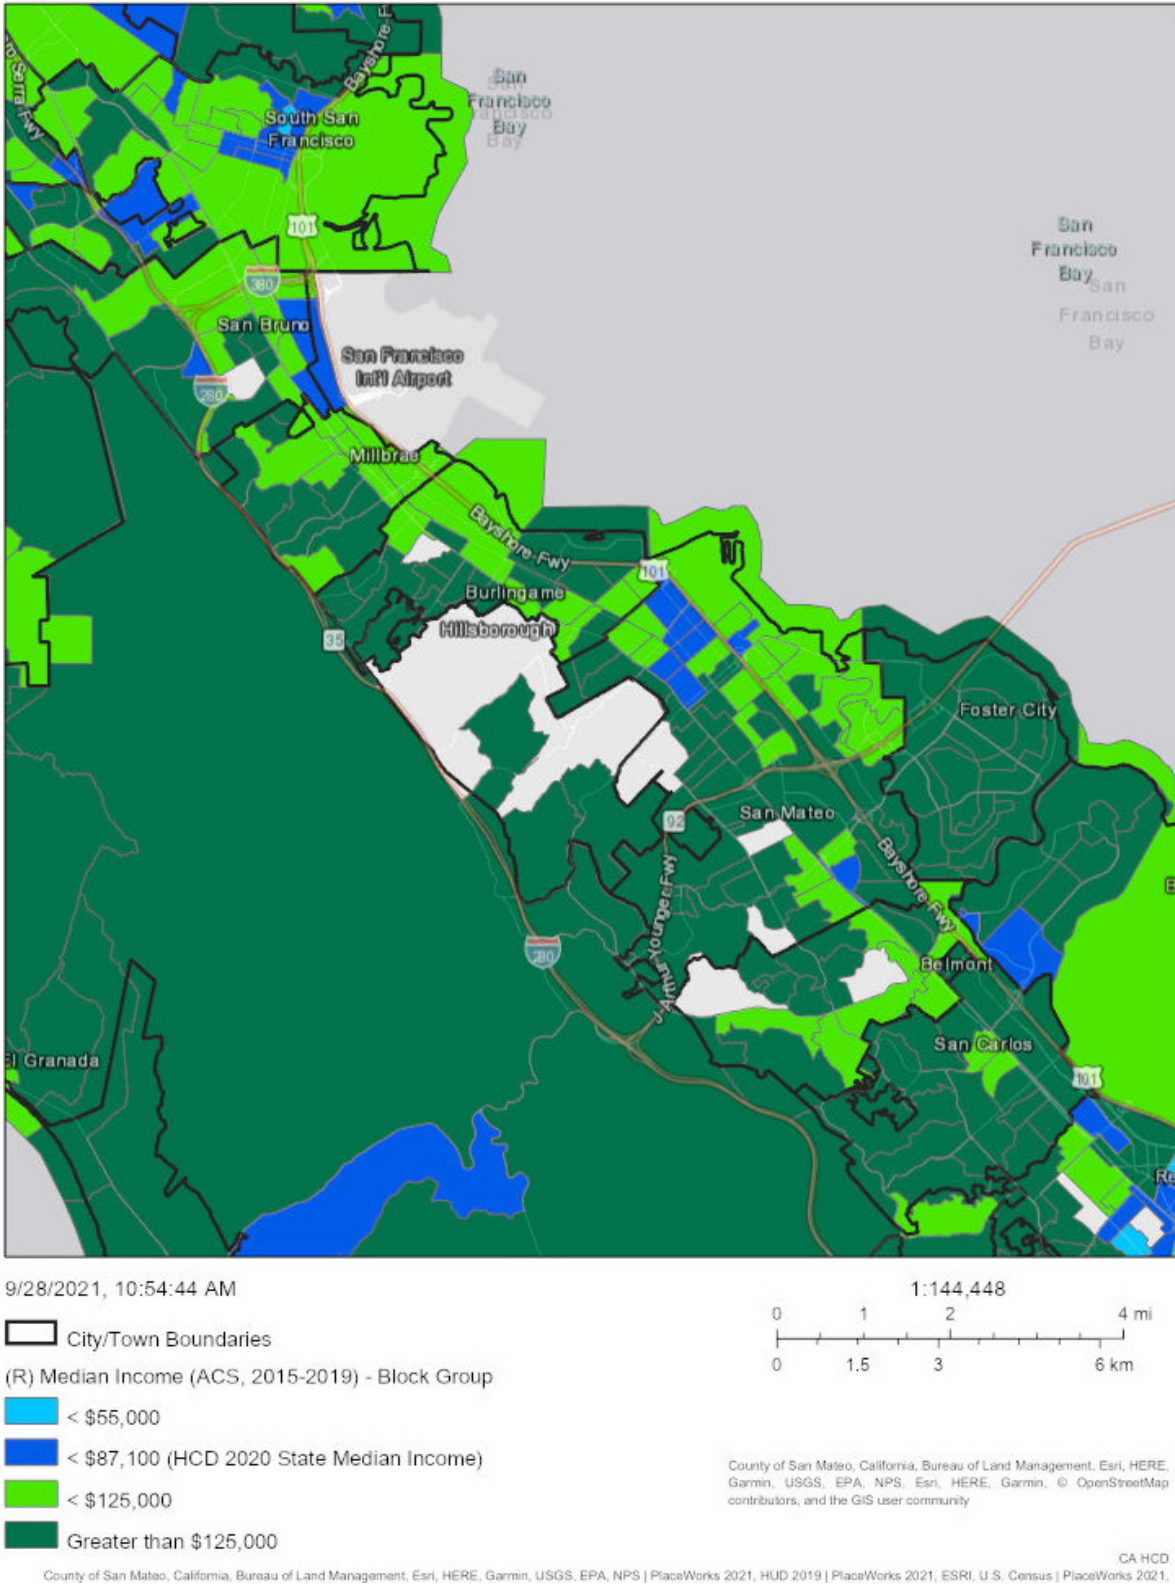 San
Francisco
Bay
San
Francisco
Bay
Bayshore-F
Serra-Fwy
South San
Francisco
101
San
Francisco
Bay
San
Francisco
Bay
380
San Bruno
San Francisco
Int'l Airport
280
Millbrae
Bayshore-Fwy
101
Burlingame
Hillsborough
35
Foster City
92
San Mateo
Bayshore-Fwy
J Arthur Younger Fwy
280
Belmont
San Carlos
El Granada
101
Re
9/28/2021, 10:54:44 AM
1:144,448
0 1 2 4 mi
0 1.5 3 6 km
City/Town Boundaries
(R) Median Income (ACS, 2015-2019) - Block Group
< $55,000
< $87,100 (HCD 2020 State Median Income)
< $125,000
Greater than $125,000
County of San Mateo, California, Bureau of Land Management, Esri, HERE,
Garmin, USGS, EPA, NPS, Esri, HERE, Garmin, © OpenStreetMap
contributors, and the GIS user community
CA HCD
County of San Mateo, California, Bureau of Land Management, Esri, HERE, Garmin, USGS, EPA, NPS | PlaceWorks 2021, HUD 2019 | PlaceWorks 2021, ESRI, U.S. Census | PlaceWorks 2021,